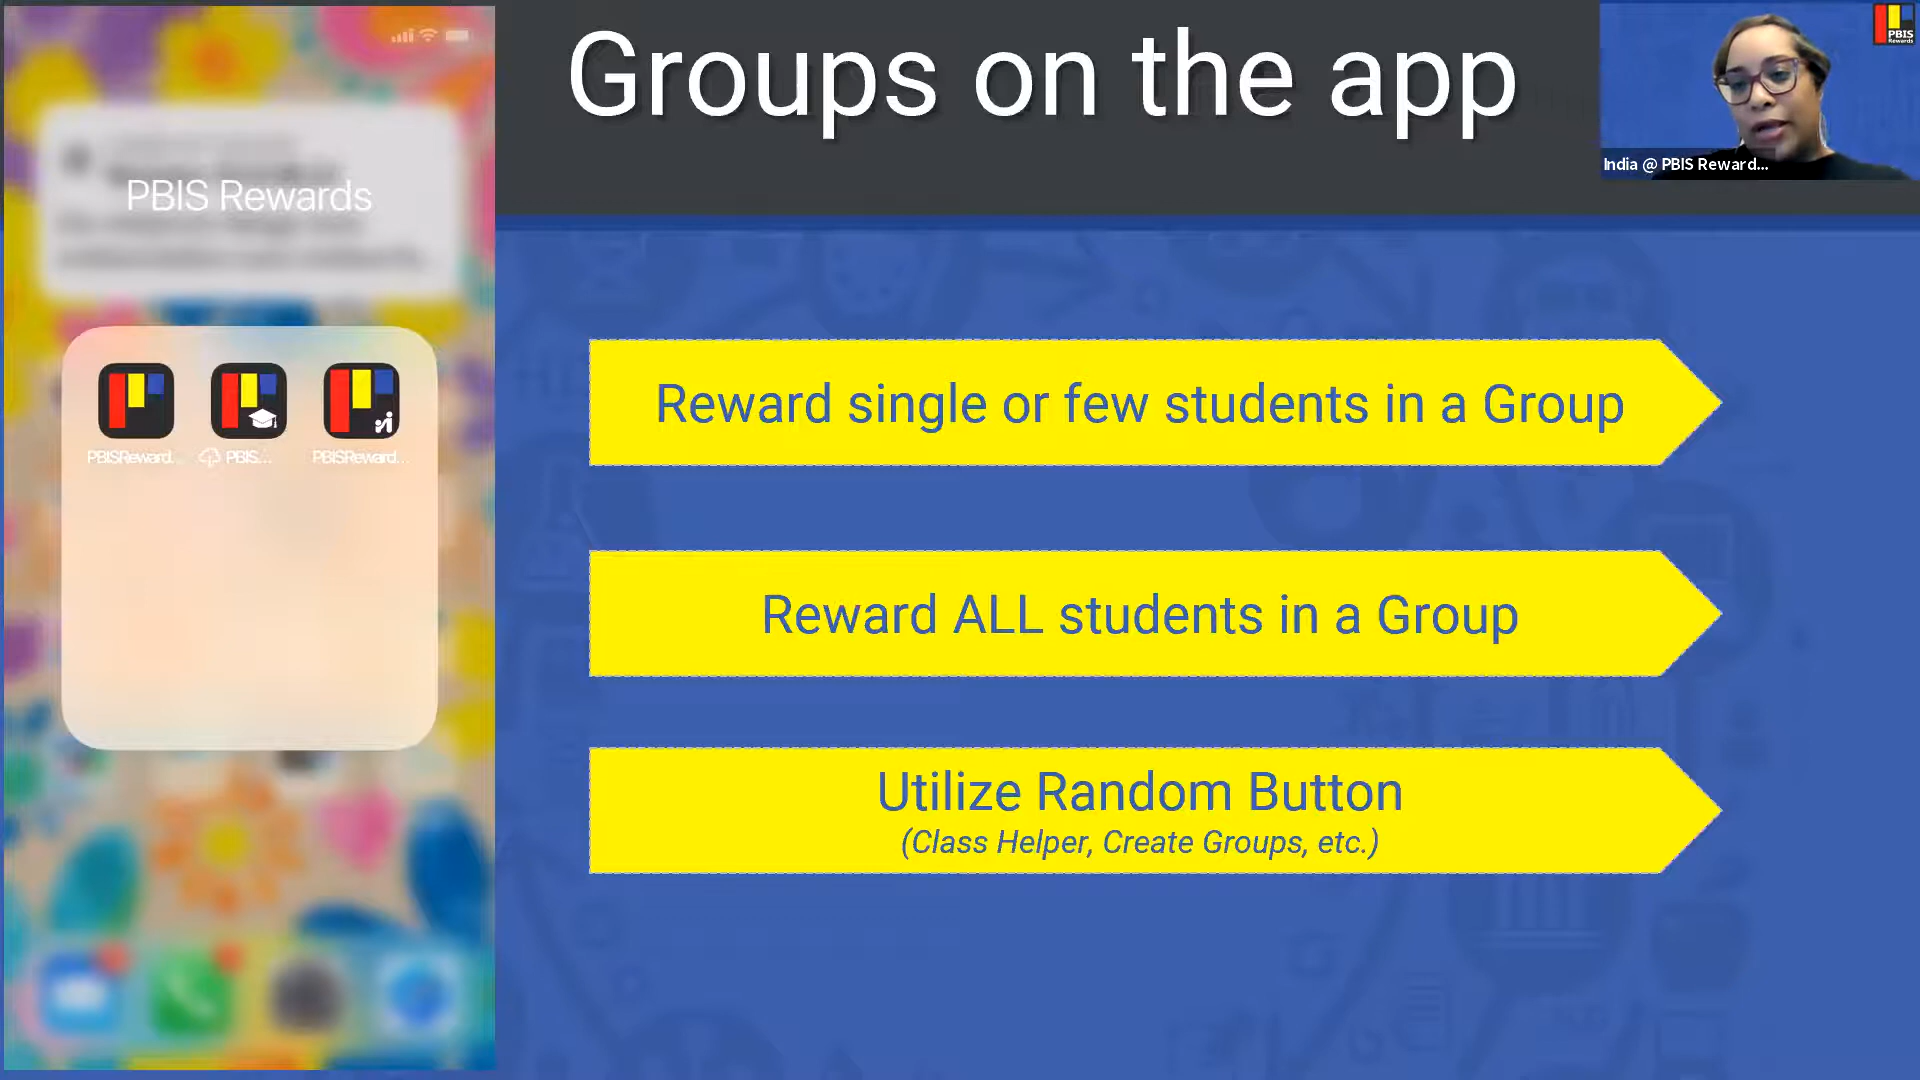 Groups on the app
PBIS
Rewards
India @ PBIS Reward...
PBIS Rewards
PBISReward...
PBIS...
PBISReward...
Reward single or few students in a Group
Reward ALL students in a Group
Utilize Random Button
(Class Helper, Create Groups, etc.)